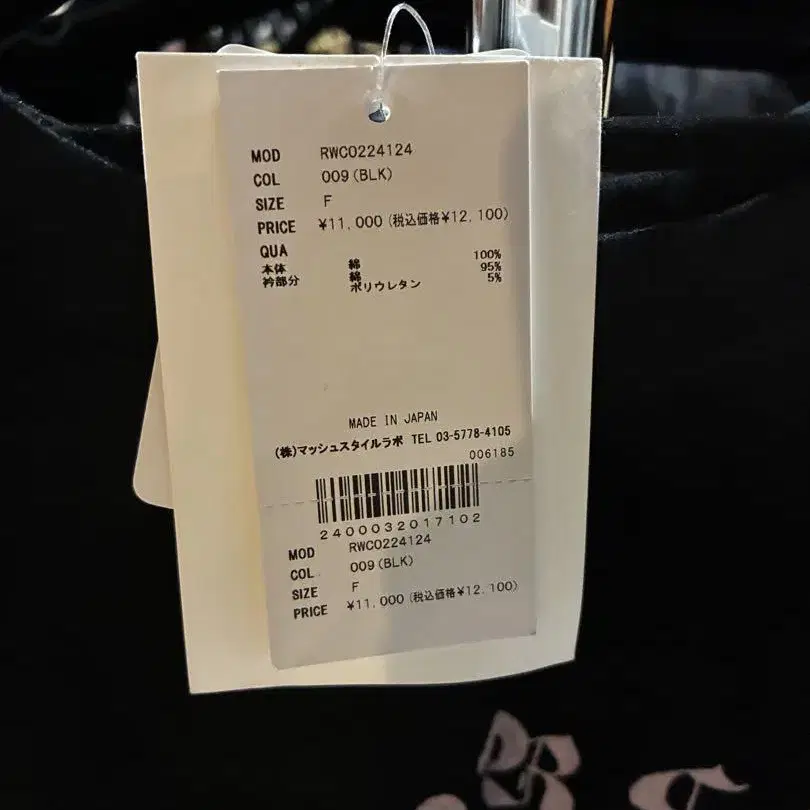 MOD RWCO224124
COL 009(BLK)
SIZE F
PRICE ¥11,000(税込価格¥12,100)
QUA
本体 綿 100%
衿部分 綿 95%
ポリウレタン 5%
MADE IN JAPAN
(株)マッシュスタイルラボ TEL 03-5778-4105
006185
2400032017102
MOD RWCO224124
COL 009(BLK)
SIZE F
PRICE ¥11,000(税込価格¥12,100)